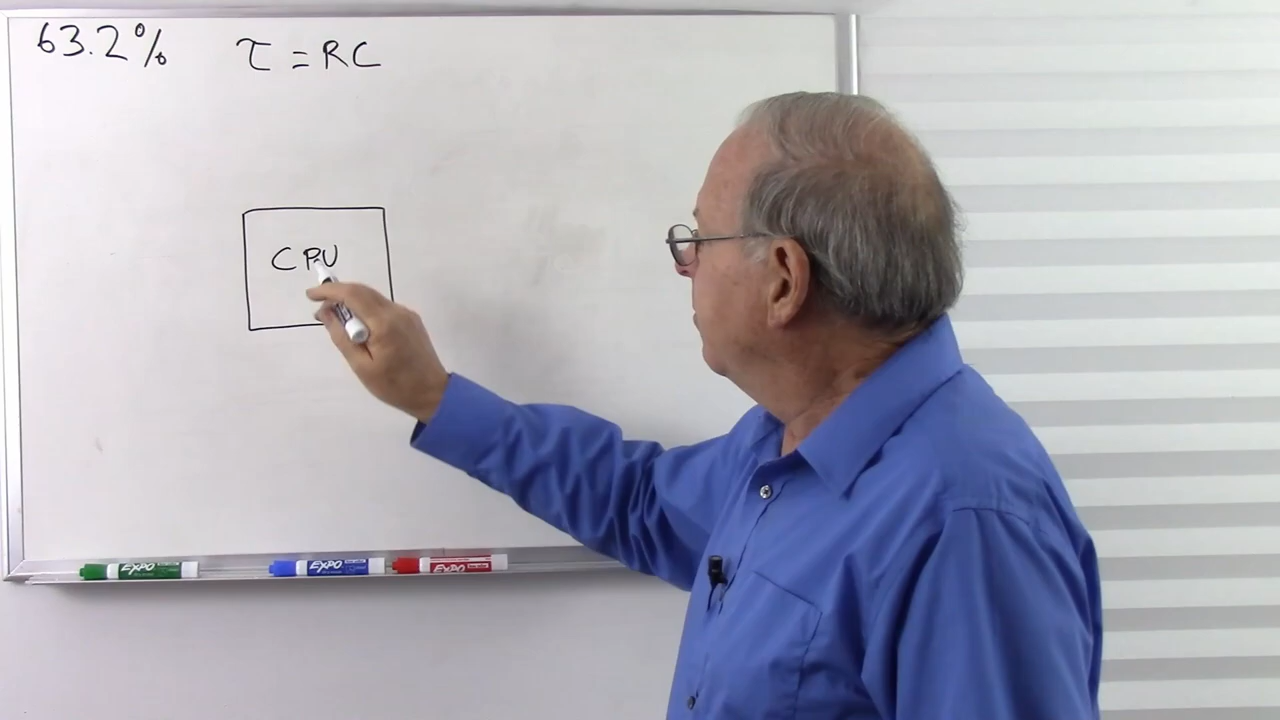 63.2% τ = RC
CPU
EXPO EXPO EXPO